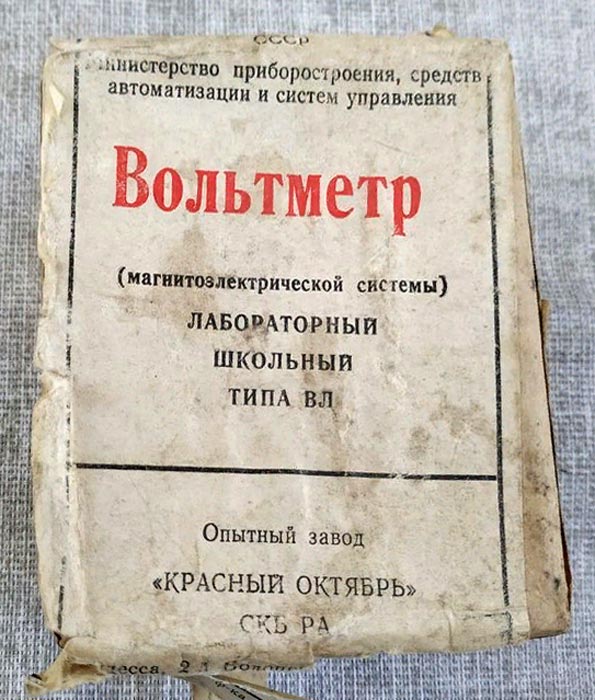 СССР
Министерство приборостроения, средств
автоматизации и систем управления
Вольтметр
(магнитоэлектрической системы)
ЛАБОРАТОРНЫЙ
ШКОЛЬНЫЙ
ТИПА ВЛ
Опытный завод
«КРАСНЫЙ ОКТЯБРЬ»
СКБ РА